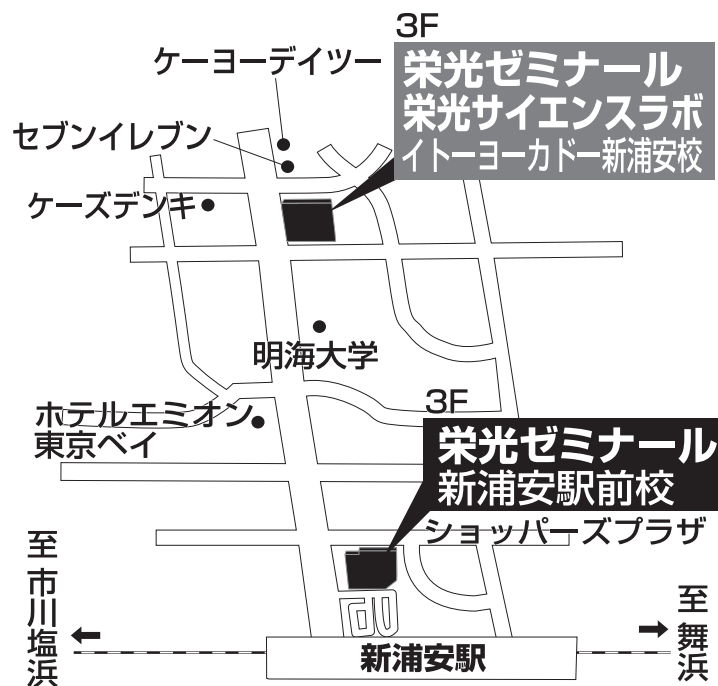 3F
栄光ゼミナール
栄光サイエンスラボ
イトーヨーカドー新浦安校
ケーヨーデイツー
セブンイレブン
ケーズデンキ
明海大学
ホテルエミオン
東京ベイ
3F
栄光ゼミナール
新浦安駅前校
ショッパーズプラザ
至 市川塩浜
至 舞浜
新浦安駅